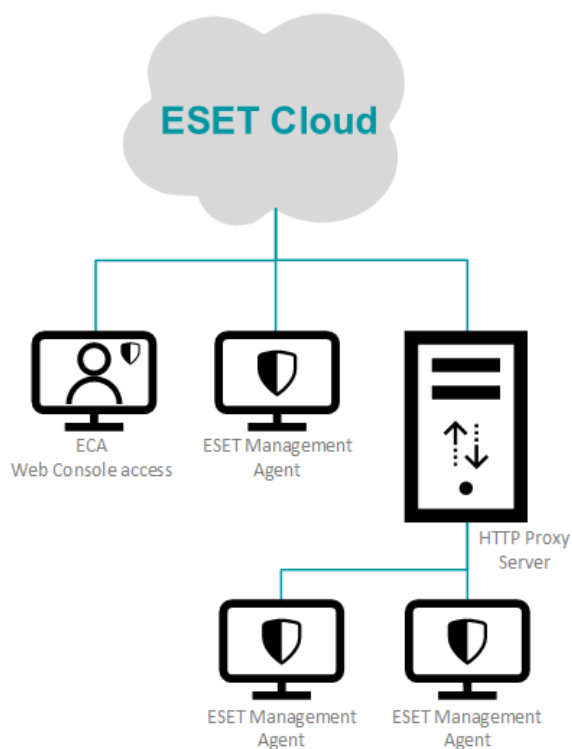 ESET Cloud
ECA
Web Console access
ESET Management
Agent
HTTP Proxy
Server
ESET Management
Agent
ESET Management
Agent